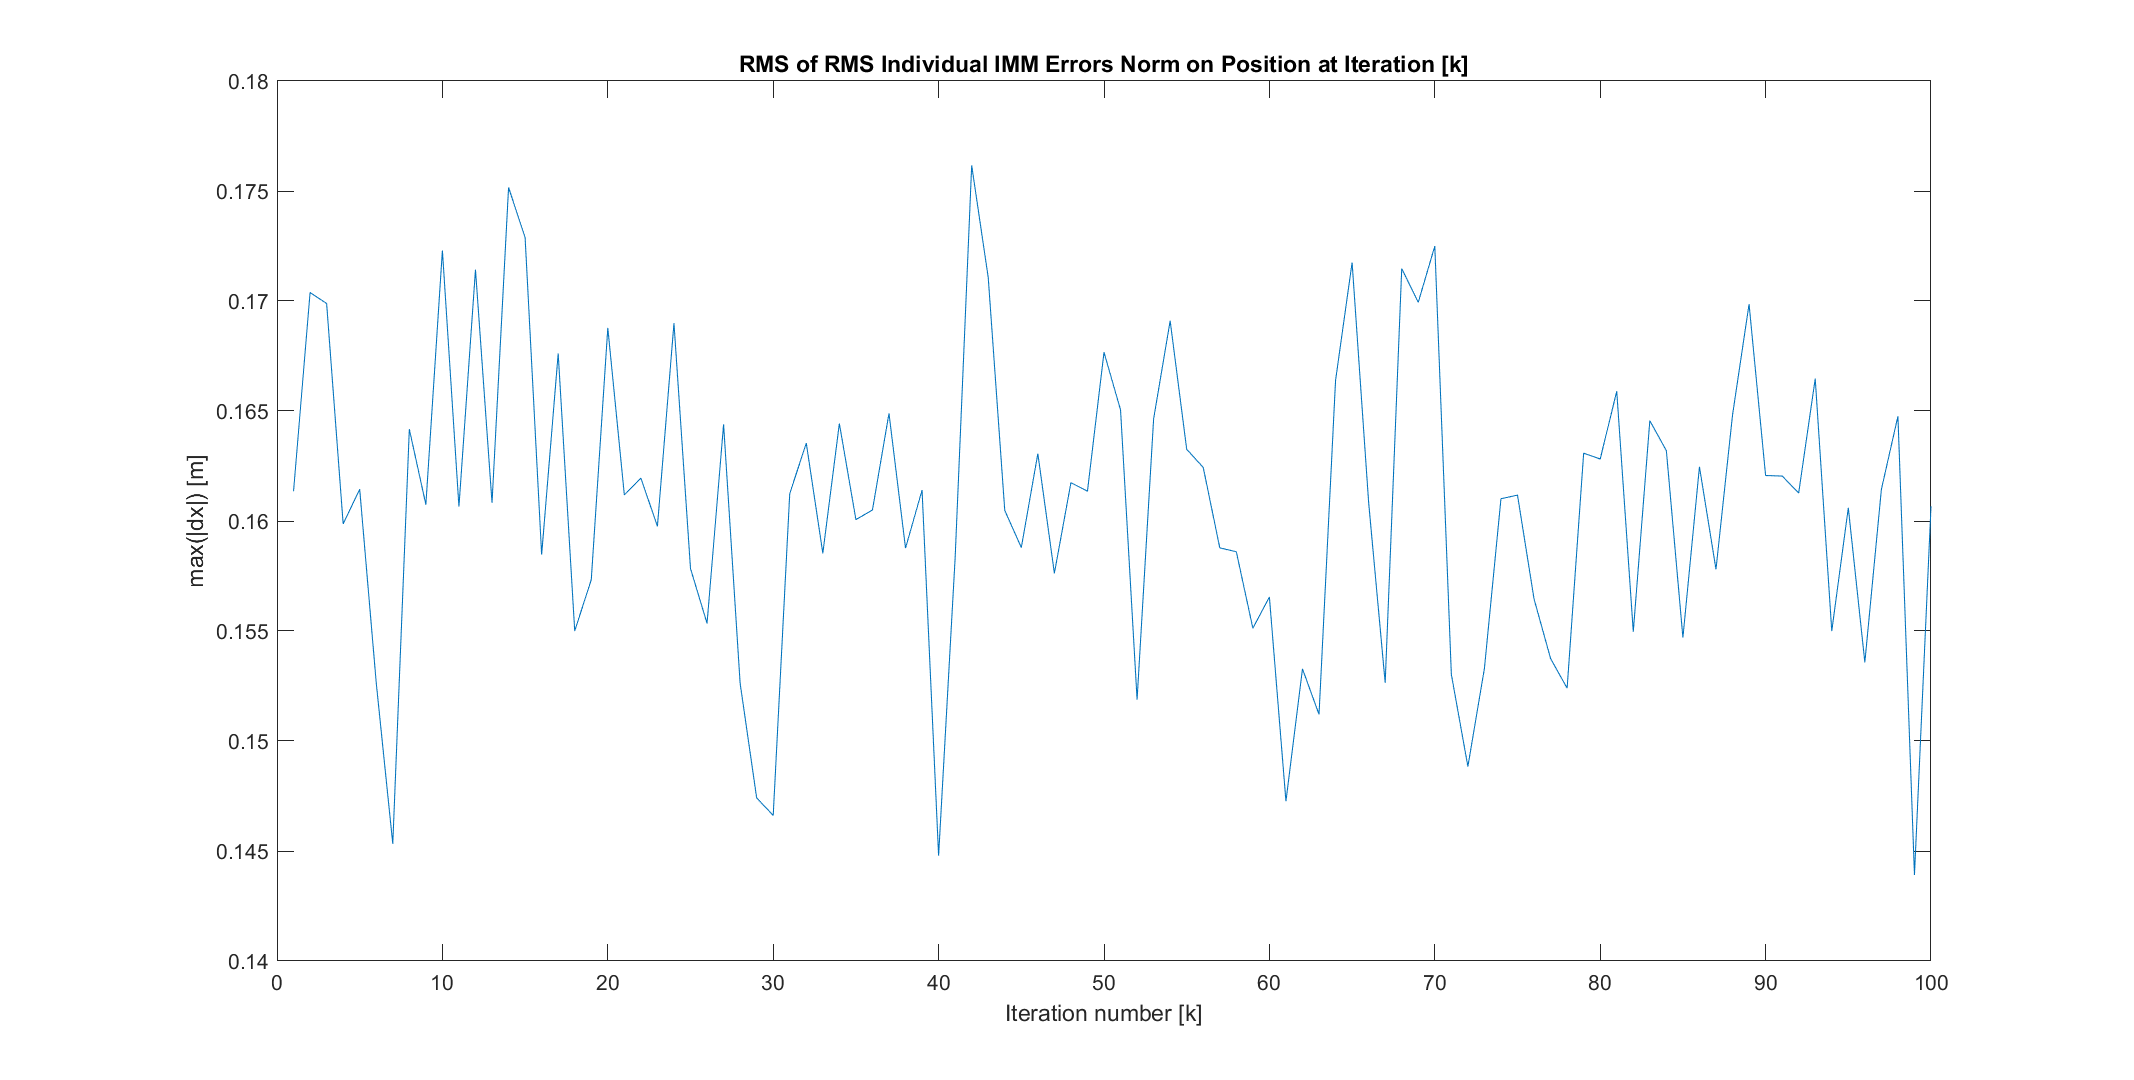 RMS of RMS Individual IMM Errors Norm on Position at Iteration [k]
0.18
0.175
0.17
0.165
0.16
0.155
0.15
0.145
0.14
max(|dx|) [m]
0 10 20 30 40 50 60 70 80 90 100
Iteration number [k]